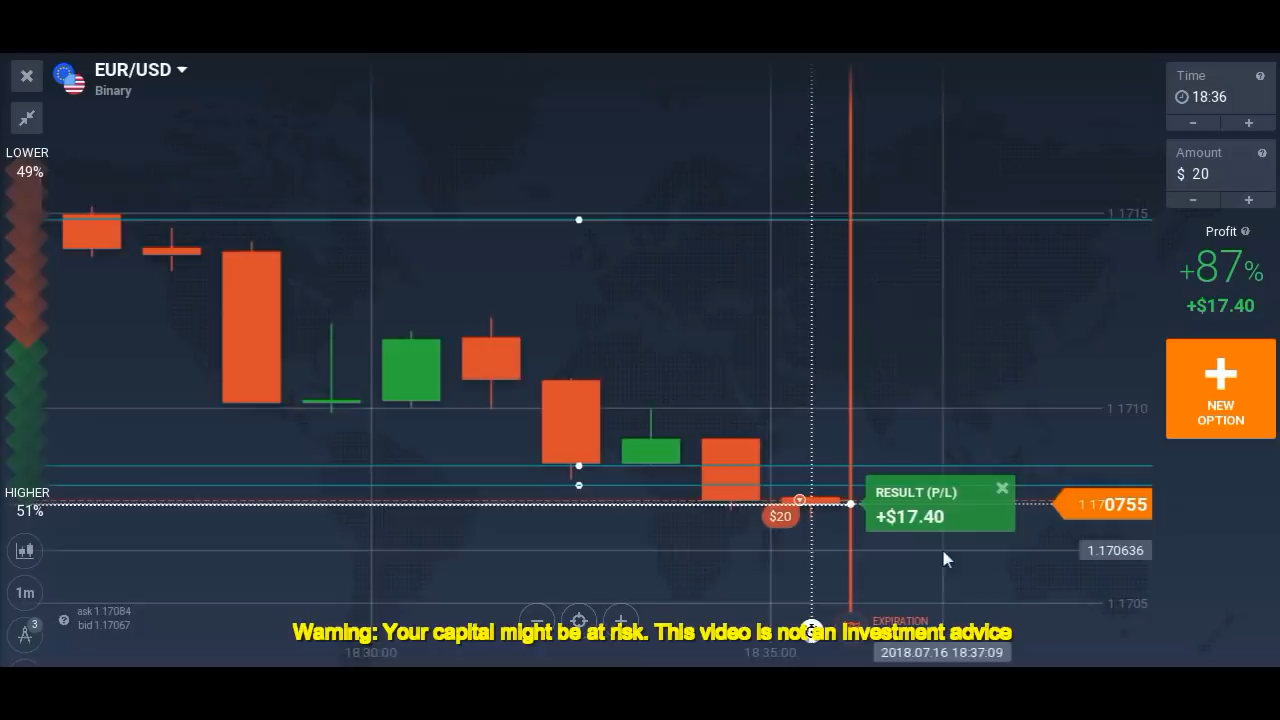 EUR/USD
Binary
LOWER
49%
HIGHER
51%
1m
3
ask 1.17084
bid 1.17067
1.1715
1.1710
1.1705
$20
RESULT (P/L)
+$17.40
1.170755
1.170636
EXPIRATION
Warning: Your capital might be at risk. This video is not an investment advice
18:30:00
18:35:00
2018.07.16 18:37:09
Time
18:36
- +
Amount
$ 20
- +
Profit
+87%
+$17.40
NEW
OPTION